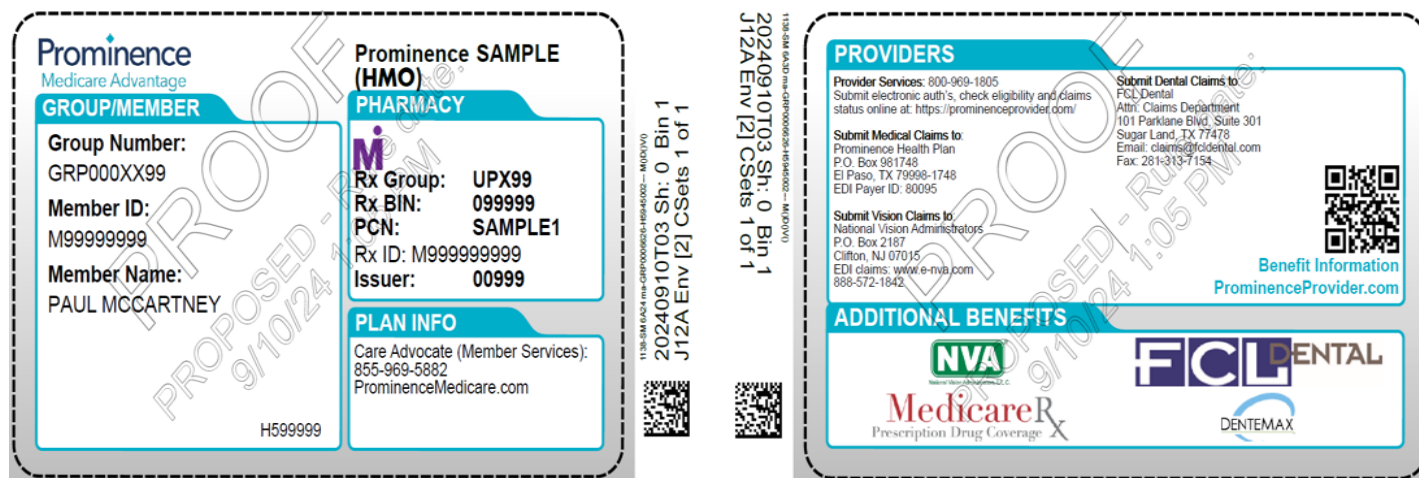 Prominence
Medicare Advantage
Prominence SAMPLE
(HMO)
GROUP/MEMBER
Group Number:
GRP000XX99
Member ID:
M99999999
Member Name:
PAUL MCCARTNEY
H599999
PHARMACY
M
Rx Group: UPX99
Rx BIN: 099999
PCN: SAMPLE1
Rx ID: M999999999
Issuer: 00999
PLAN INFO
Care Advocate (Member Services):
855-969-5882
ProminenceMedicare.com
PROOF
PROPOSED - Run date:
9/10/24 1:05 PM
20240910T03 Sh: 0 Bin 1
J12A Env [2] CSets 1 of 1
20240910T03 Sh: 0 Bin 1
J12A Env [2] CSets 1 of 1
PROVIDERS
Provider Services: 800-969-1805
Submit electronic auth's, check eligibility and claims
status online at: https://prominenceprovider.com/
Submit Medical Claims to:
Prominence Health Plan
P.O. Box 981748
El Paso, TX 79998-1748
EDI Payer ID: 80095
Submit Vision Claims to:
National Vision Administrators
P.O. Box 2187
Clifton, NJ 07015
EDI claims: www.e-nva.com
888-572-1842
Submit Dental Claims to:
FCL Dental
Attn: Claims Department
101 Parklane Blvd, Suite 301
Sugar Land, TX 77478
Email: claims@fcldental.com
Fax: 281-313-7154
Benefit Information
ProminenceProvider.com
ADDITIONAL BENEFITS
NVA
National Vision Administrators, L.L.C.
MedicareRx
Prescription Drug Coverage
FCL DENTAL
DENTEMAX
PROOF
PROPOSED - Run date:
9/10/24 1:05 PM